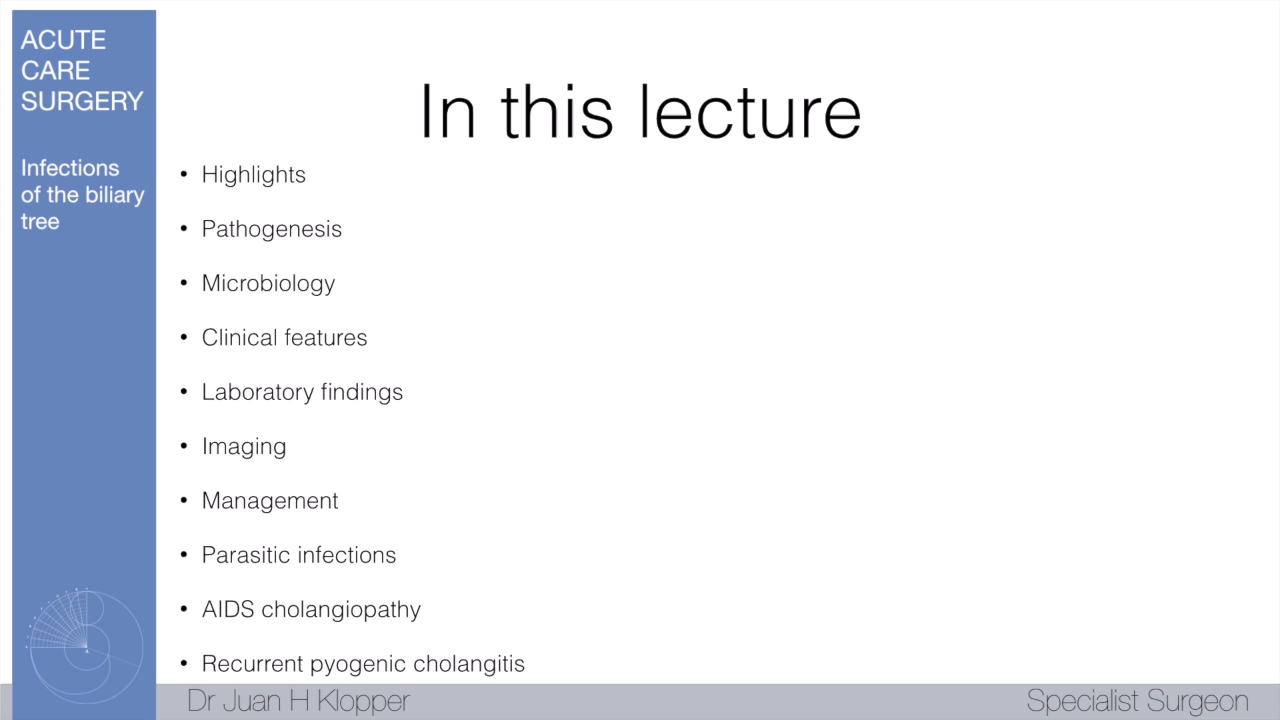 ACUTE
CARE
SURGERY
Infections
of the biliary
tree
In this lecture
• Highlights
• Pathogenesis
• Microbiology
• Clinical features
• Laboratory findings
• Imaging
• Management
• Parasitic infections
• AIDS cholangiopathy
• Recurrent pyogenic cholangitis
Dr Juan H Klopper
Specialist Surgeon